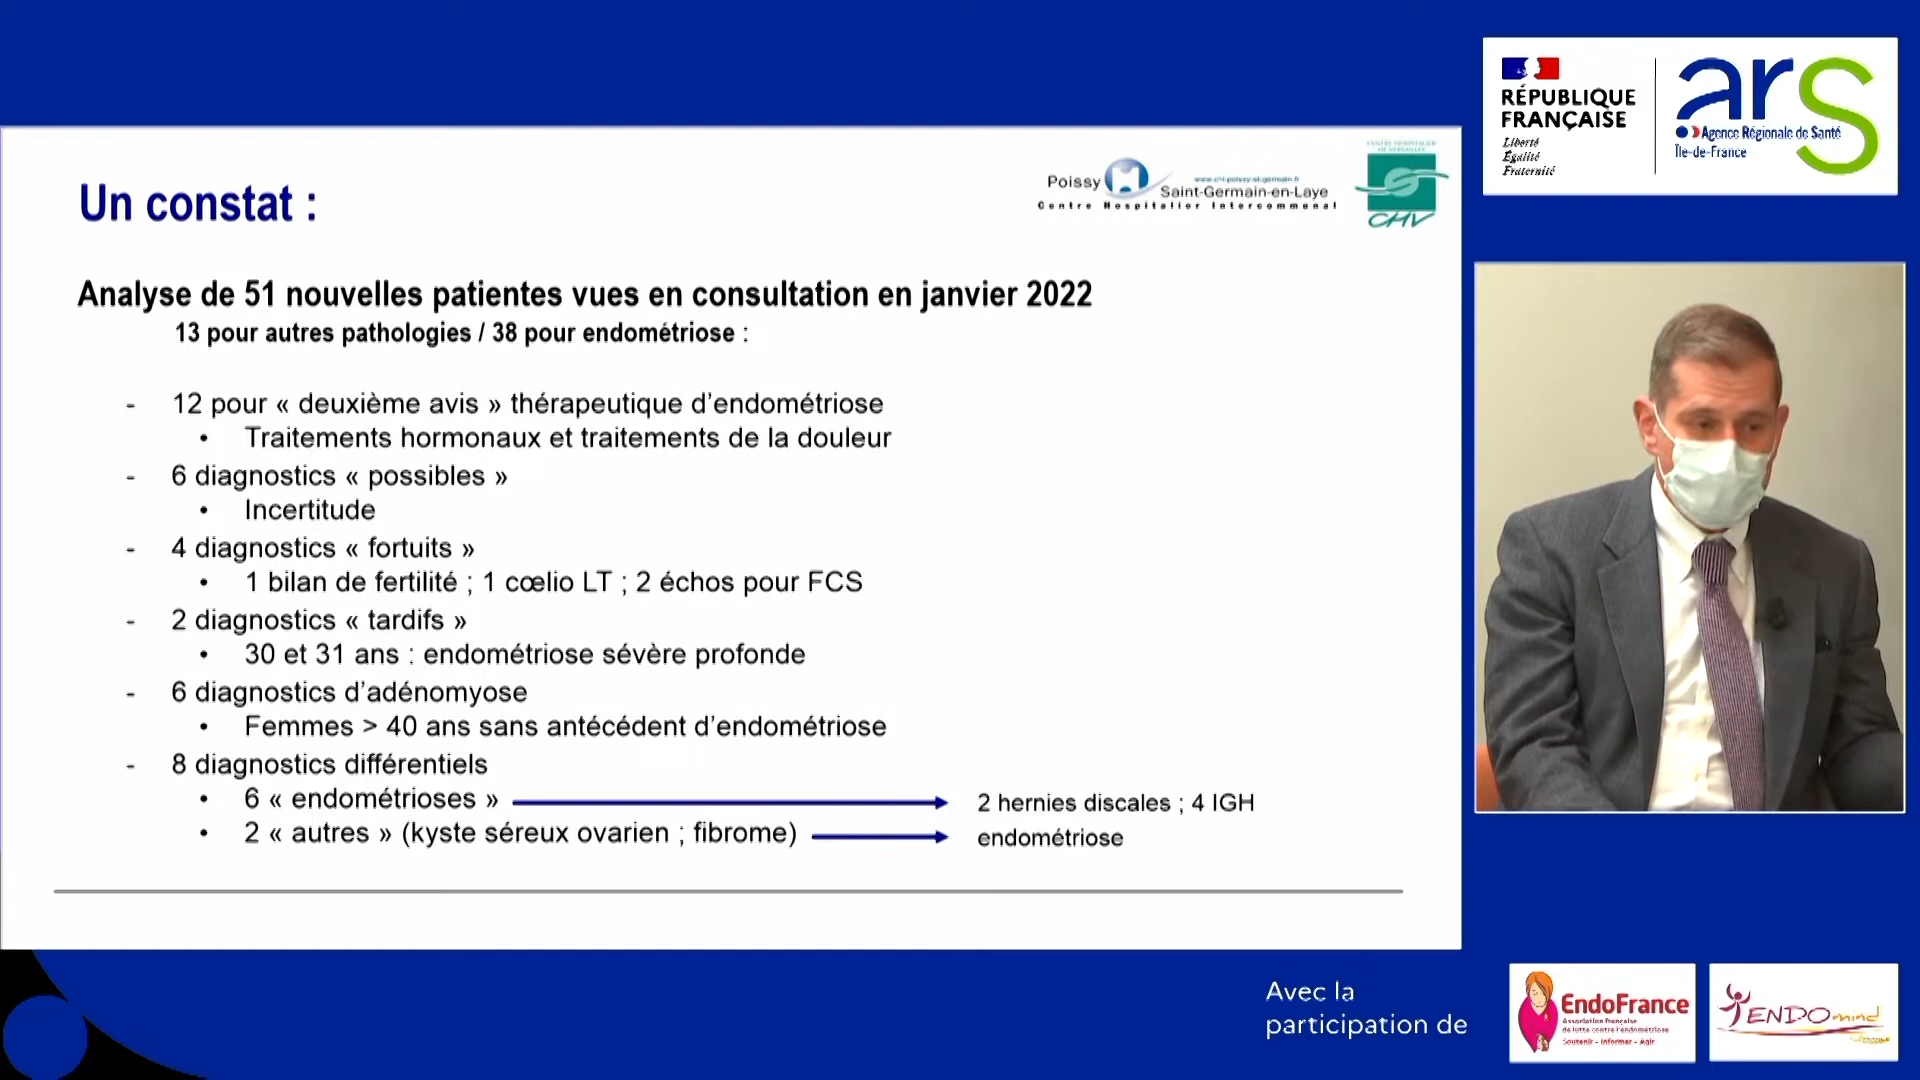 Un constat :
Poissy
www.chi-poissy-st-germain.fr
Saint-Germain-en-Laye
Centre Hospitalier Intercommunal
CENTRE HOSPITALIER
DE VERSAILLES
CHV
Analyse de 51 nouvelles patientes vues en consultation en janvier 2022
13 pour autres pathologies / 38 pour endométriose :
- 12 pour « deuxième avis » thérapeutique d’endométriose
• Traitements hormonaux et traitements de la douleur
- 6 diagnostics « possibles »
• Incertitude
- 4 diagnostics « fortuits »
• 1 bilan de fertilité ; 1 cœlio LT ; 2 échos pour FCS
- 2 diagnostics « tardifs »
• 30 et 31 ans : endométriose sévère profonde
- 6 diagnostics d’adénomyose
• Femmes > 40 ans sans antécédent d’endométriose
- 8 diagnostics différentiels
• 6 « endométrioses » 2 hernies discales ; 4 IGH
• 2 « autres » (kyste séreux ovarien ; fibrome) endométriose
RÉPUBLIQUE
FRANÇAISE
Liberté
Égalité
Fraternité
ars
Agence Régionale de Santé
Île-de-France
Avec la
participation de
EndoFrance
Association française
de lutte contre l'endométriose
Soutenir - Informer - Agir
ENDOmind